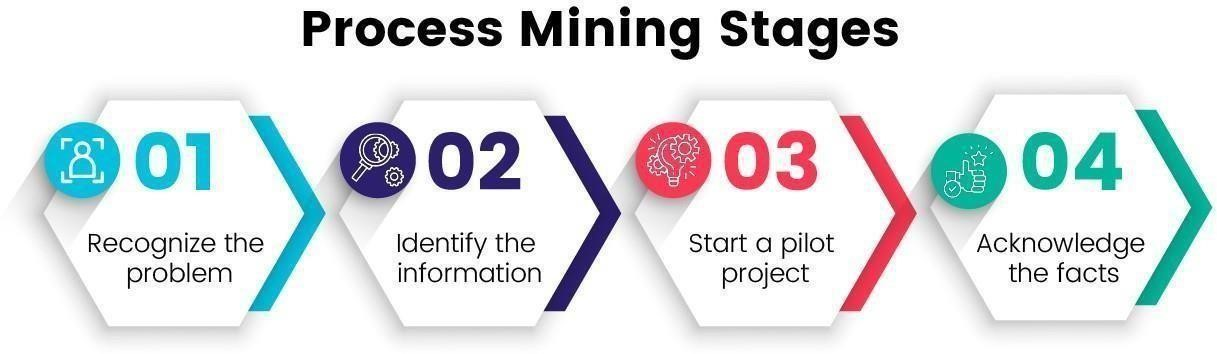 Process Mining Stages
01
Recognize the
problem
02
Identify the
information
03
Start a pilot
project
04
Acknowledge
the facts